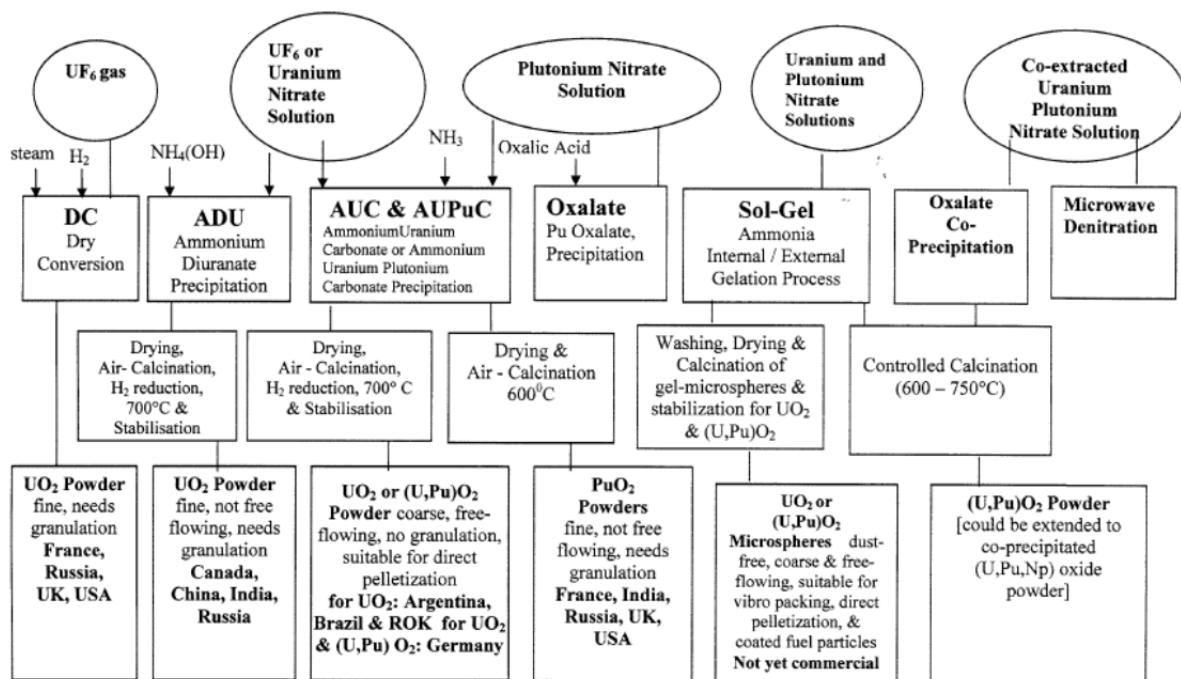 UF₆ gas
UF₆ or
Uranium
Nitrate
Solution
Plutonium Nitrate
Solution
Uranium and
Plutonium
Nitrate
Solutions
Co-extracted
Uranium
Plutonium
Nitrate Solution
steam
H₂
NH₄(OH)
NH₃
Oxalic Acid
DC
Dry
Conversion
ADU
Ammonium
Diuranate
Precipitation
AUC & AUPuC
AmmoniumUranium
Carbonate or Ammonium
Uranium Plutonium
Carbonate Precipitation
Oxalate
Pu Oxalate,
Precipitation
Sol-Gel
Ammonia
Internal / External
Gelation Process
Oxalate
Co-
Precipitation
Microwave
Denitration
Drying,
Air- Calcination,
H₂ reduction,
700°C &
Stabilisation
Drying,
Air - Calcination,
H₂ reduction, 700° C
& Stabilisation
Drying &
Air - Calcination
600⁰C
Washing, Drying &
Calcination of
gel-microspheres &
stabilization for UO₂
& (U,Pu)O₂
Controlled Calcination
(600 – 750°C)
UO₂ Powder
fine, needs
granulation
France,
Russia,
UK, USA
UO₂ Powder
fine, not free
flowing, needs
granulation
Canada,
China, India,
Russia
UO₂ or (U,Pu)O₂
Powder coarse, free-
flowing, no granulation,
suitable for direct
pelletization
for UO₂: Argentina,
Brazil & ROK for UO₂
& (U,Pu) O₂: Germany
PuO₂
Powders
fine, not free
flowing, needs
granulation
France, India,
Russia, UK,
USA
UO₂ or
(U,Pu)O₂
Microspheres dust-
free, coarse & free-
flowing, suitable for
vibro packing, direct
pelletization, &
coated fuel particles
Not yet commercial
(U,Pu)O₂ Powder
[could be extended to
co-precipitated
(U,Pu,Np) oxide
powder]